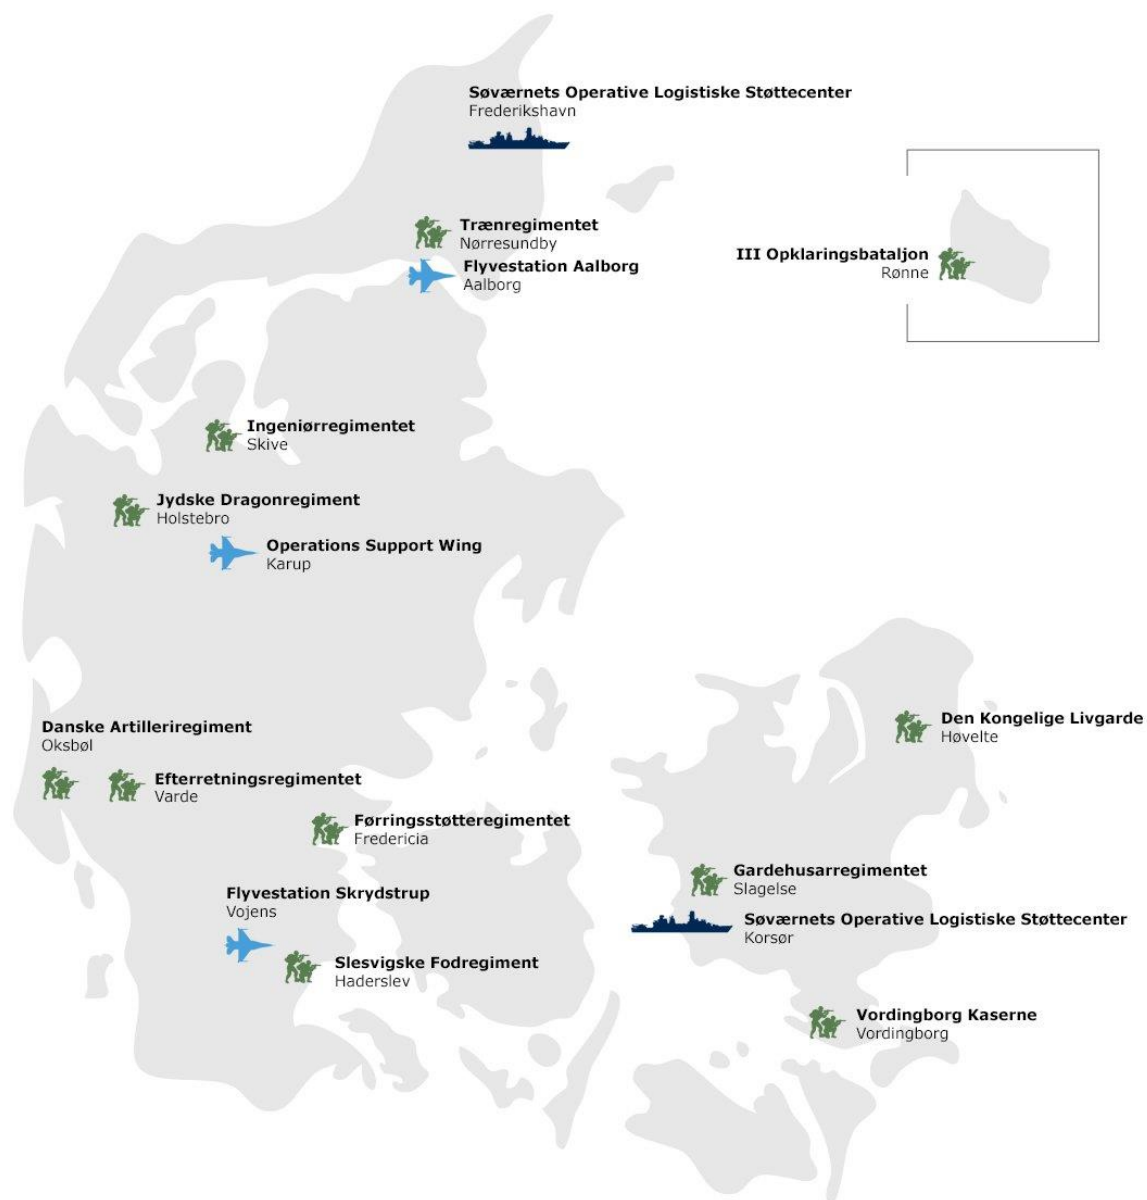 Søværnets Operative Logistiske Støttecenter
Frederikshavn
Trænregimentet
Nørresundby
Flyvestation Aalborg
Aalborg
III Opklaringsbataljon
Rønne
Ingeniørregimentet
Skive
Jydske Dragonregiment
Holstebro
Operations Support Wing
Karup
Danske Artilleriregiment
Oksbøl
Den Kongelige Livgarde
Høvelte
Efterretningsregimentet
Varde
Førringsstøtteregimentet
Fredericia
Gardehusarregimentet
Slagelse
Flyvestation Skrydstrup
Vojens
Søværnets Operative Logistiske Støttecenter
Korsør
Slesvigske Fodregiment
Haderslev
Vordingborg Kaserne
Vordingborg